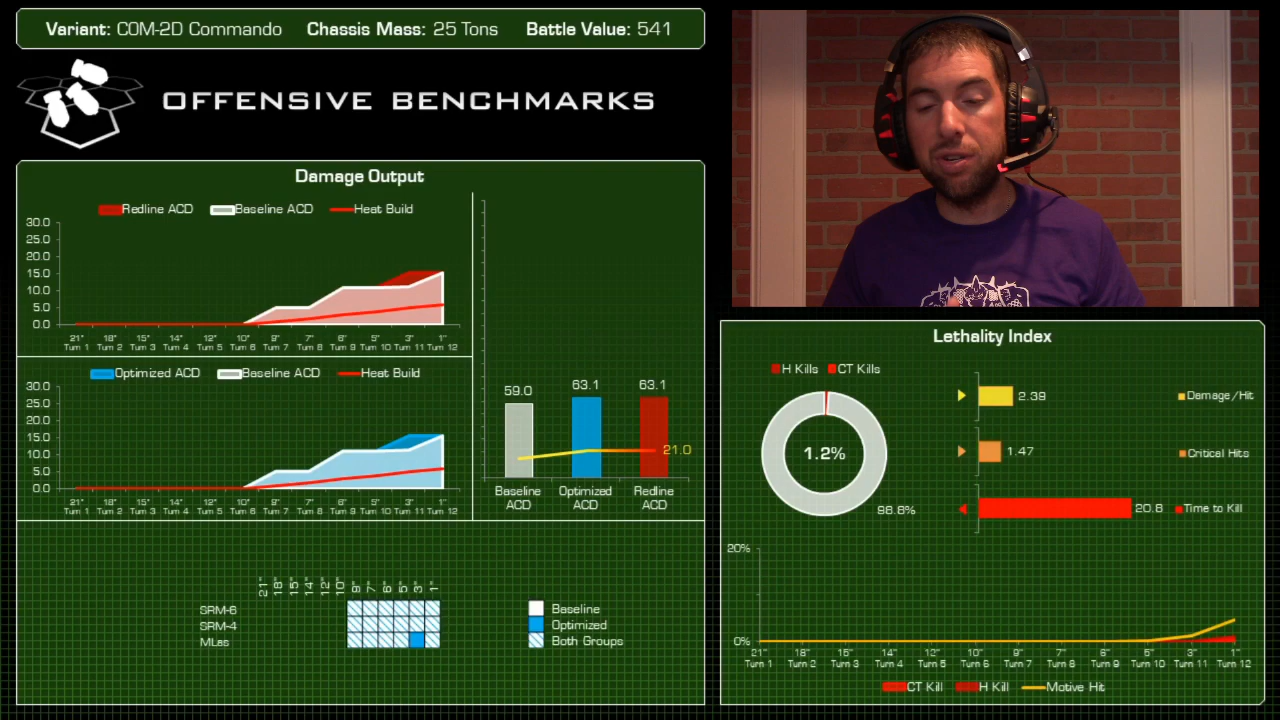 Variant: COM-2D Commando Chassis Mass: 25 Tons Battle Value: 541
OFFENSIVE BENCHMARKS
Damage Output
Redline ACD Baseline ACD Heat Build
30.0
25.0
20.0
15.0
10.0
5.0
0.0
21" 18" 15" 14" 12" 10" 9" 7" 6" 5" 3" 1"
Turn 1 Turn 2 Turn 3 Turn 4 Turn 5 Turn 6 Turn 7 Turn 8 Turn 9 Turn 10 Turn 11 Turn 12
Optimized ACD Baseline ACD Heat Build
30.0
25.0
20.0
15.0
10.0
5.0
0.0
21" 18" 15" 14" 12" 10" 9" 7" 6" 5" 3" 1"
Turn 1 Turn 2 Turn 3 Turn 4 Turn 5 Turn 6 Turn 7 Turn 8 Turn 9 Turn 10 Turn 11 Turn 12
59.0 63.1 63.1
21.0
Baseline Optimized Redline
ACD ACD ACD
21" 18" 15" 14" 12" 10" 9" 7" 6" 5" 3" 1"
SRM-6
SRM-4
MLas
Baseline
Optimized
Both Groups
Lethality Index
H Kills CT Kills
1.2%
98.8%
2.39 Damage/Hit
1.47 Critical Hits
20.6 Time to Kill
20%
0%
21" 18" 15" 14" 12" 10" 9" 7" 6" 5" 3" 1"
Turn 1 Turn 2 Turn 3 Turn 4 Turn 5 Turn 6 Turn 7 Turn 8 Turn 9 Turn 10 Turn 11 Turn 12
CT Kill H Kill Motive Hit